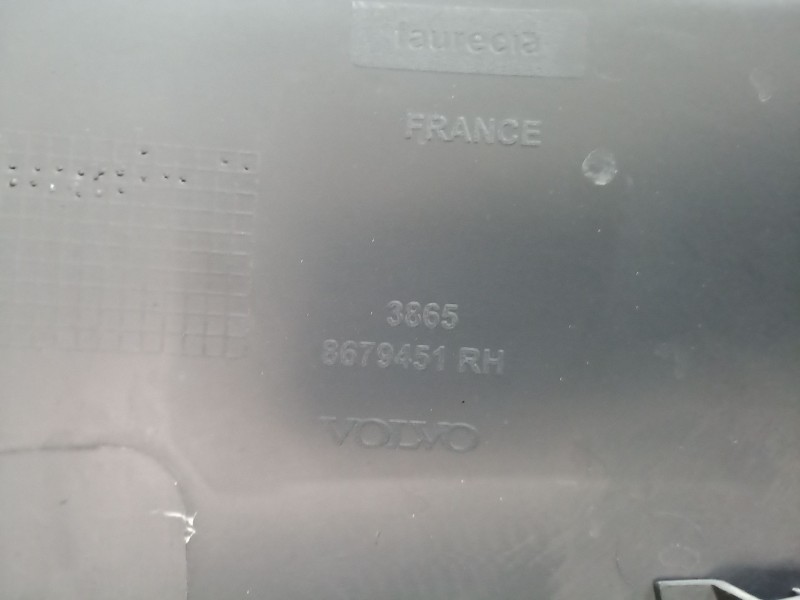 faurecia
FRANCE
3865
8679451 RH
VOLVO